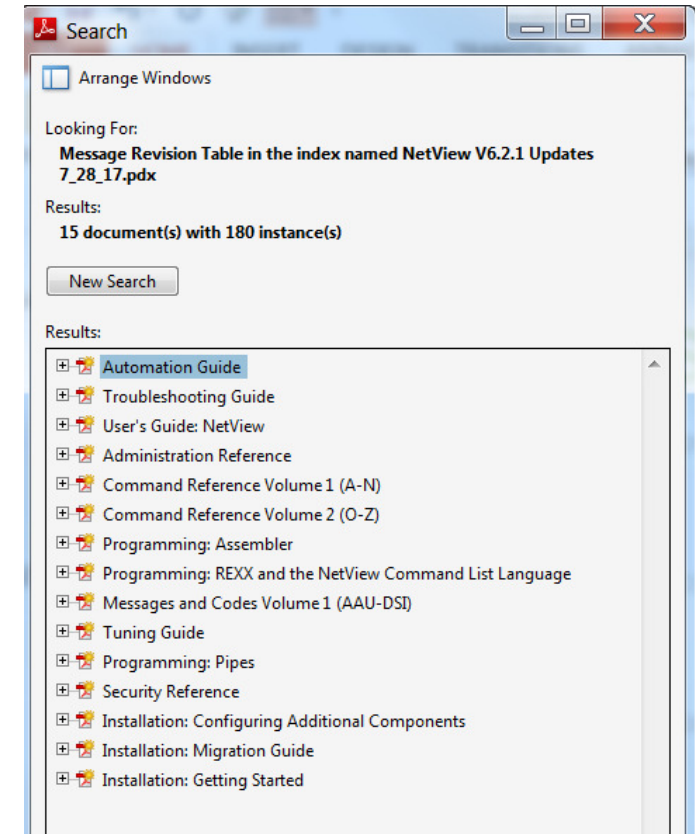 Search
Arrange Windows
Looking For:
Message Revision Table in the index named NetView V6.2.1 Updates
7_28_17.pdx
Results:
15 document(s) with 180 instance(s)
New Search
Results:
Automation Guide
Troubleshooting Guide
User's Guide: NetView
Administration Reference
Command Reference Volume 1 (A-N)
Command Reference Volume 2 (O-Z)
Programming: Assembler
Programming: REXX and the NetView Command List Language
Messages and Codes Volume 1 (AAU-DSI)
Tuning Guide
Programming: Pipes
Security Reference
Installation: Configuring Additional Components
Installation: Migration Guide
Installation: Getting Started